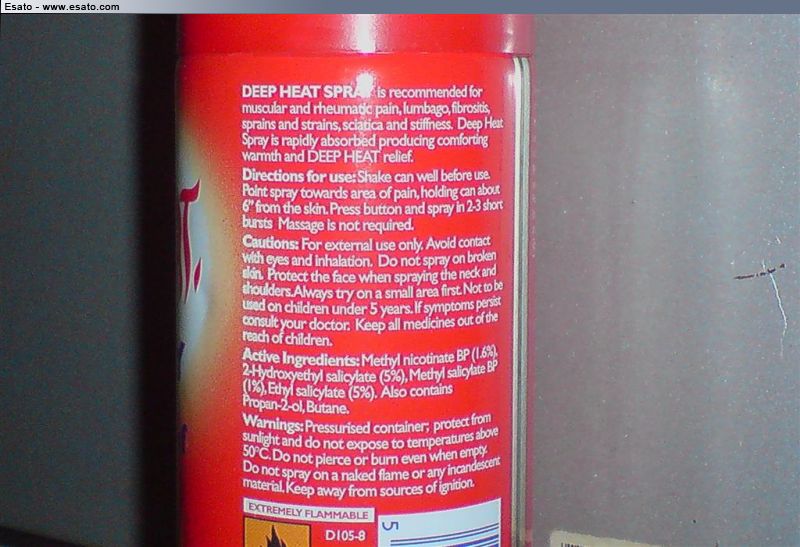 Esato - www.esato.com
DEEP HEAT SPRAY is recommended for
muscular and rheumatic pain, lumbago, fibrositis,
sprains and strains, sciatica and stiffness. Deep Heat
Spray is rapidly absorbed producing comforting
warmth and DEEP HEAT relief.
Directions for use: Shake can well before use.
Point spray towards area of pain, holding can about
6" from the skin. Press button and spray in 2-3 short
bursts Massage is not required.
Cautions: For external use only. Avoid contact
with eyes and inhalation. Do not spray on broken
skin. Protect the face when spraying the neck and
shoulders. Always try on a small area first. Not to be
used on children under 5 years. If symptoms persist
consult your doctor. Keep all medicines out of the
reach of children.
Active Ingredients: Methyl nicotinate BP (1.6%),
2-Hydroxyethyl salicylate (5%), Methyl salicylate BP
(1%), Ethyl salicylate (5%). Also contains
Propan-2-ol, Butane.
Warnings: Pressurised container; protect from
sunlight and do not expose to temperatures above
50°C. Do not pierce or burn even when empty.
Do not spray on a naked flame or any incandescent
material. Keep away from sources of ignition.
EXTREMELY FLAMMABLE
D105-8
5
T.